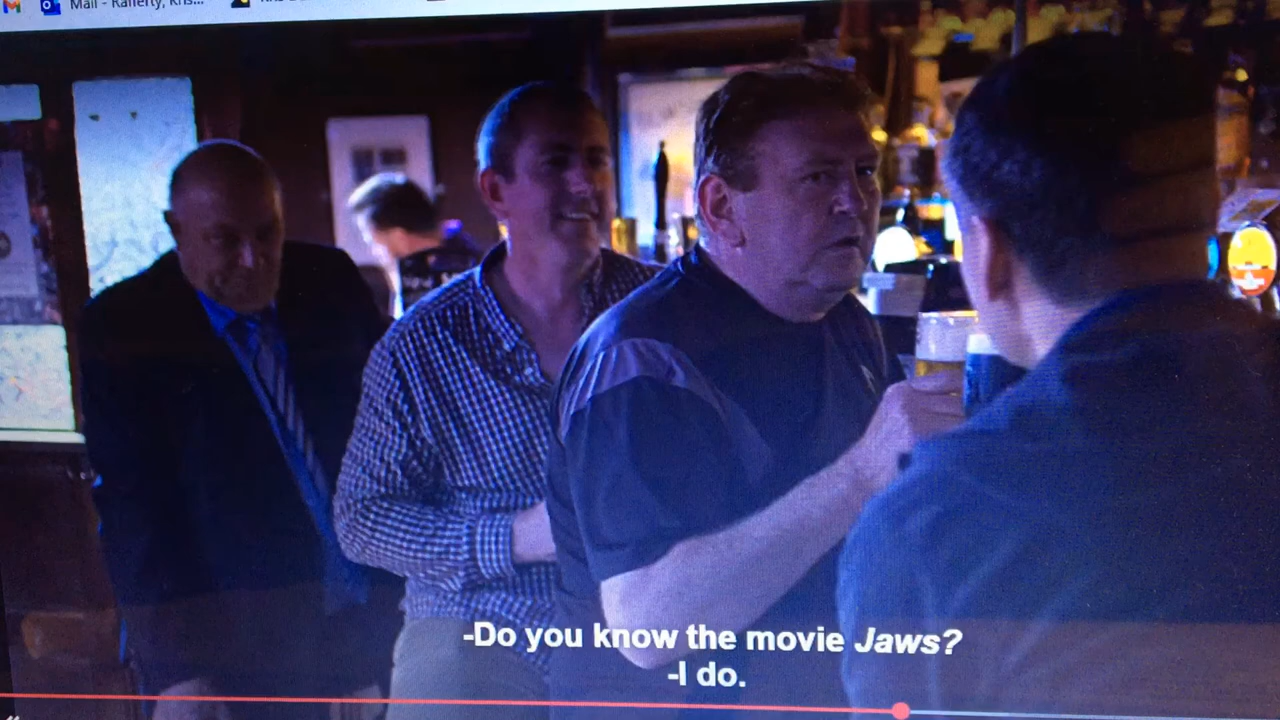 Mail - Rafferty, Kris...
-Do you know the movie Jaws?
-I do.